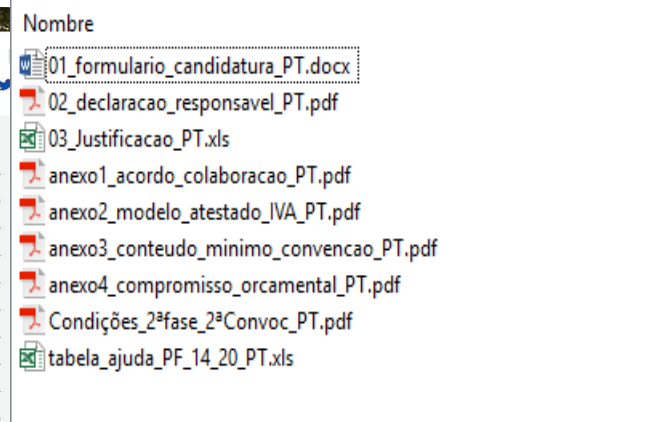 Nombre
01_formulario_candidatura_PT.docx
02_declaracao_responsavel_PT.pdf
03_Justificacao_PT.xls
anexo1_acordo_colaboracao_PT.pdf
anexo2_modelo_atestado_IVA_PT.pdf
anexo3_conteudo_minimo_convencao_PT.pdf
anexo4_compromisso_orcamental_PT.pdf
Condições_2ªfase_2ªConvoc_PT.pdf
tabela_ajuda_PF_14_20_PT.xls